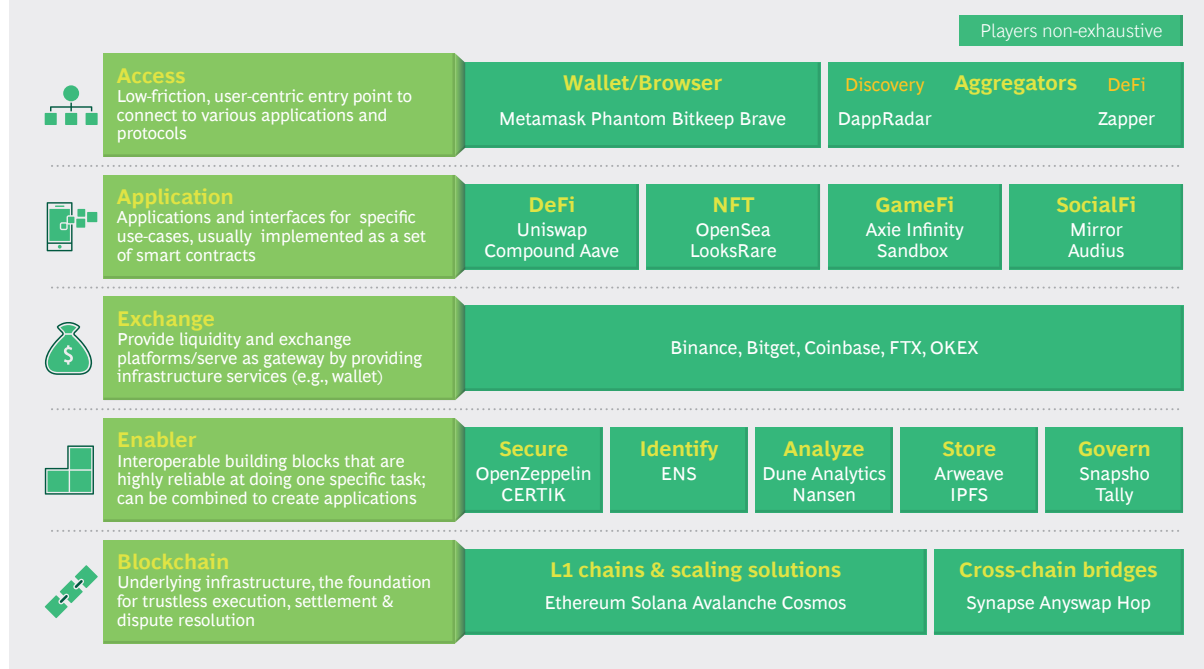 Players non-exhaustive
Access
Low-friction, user-centric entry point to
connect to various applications and
protocols
Wallet/Browser
Metamask Phantom Bitkeep Brave
Discovery Aggregators DeFi
DappRadar Zapper
Application
Applications and interfaces for specific
use-cases, usually implemented as a set
of smart contracts
DeFi
Uniswap
Compound Aave
NFT
OpenSea
LooksRare
GameFi
Axie Infinity
Sandbox
SocialFi
Mirror
Audius
Exchange
Provide liquidity and exchange
platforms/serve as gateway by providing
infrastructure services (e.g., wallet)
$
Binance, Bitget, Coinbase, FTX, OKEX
Enabler
Interoperable building blocks that are
highly reliable at doing one specific task;
can be combined to create applications
Secure
OpenZeppelin
CERTIK
Identify
ENS
Analyze
Dune Analytics
Nansen
Store
Arweave
IPFS
Govern
Snapsho
Tally
Blockchain
Underlying infrastructure, the foundation
for trustless execution, settlement &
dispute resolution
L1 chains & scaling solutions
Ethereum Solana Avalanche Cosmos
Cross-chain bridges
Synapse Anyswap Hop